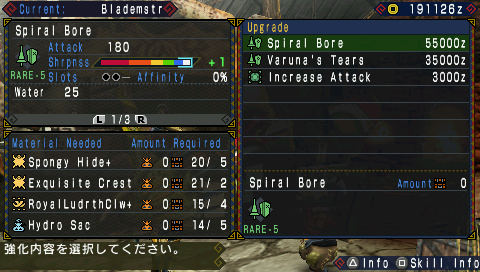 Current: Blademstr
191126z
Spiral Bore
Attack 180
Shrpnss +1
RARE-5 Slots Affinity 0%
Water 25
L 1/3 R
Material Needed Amount Required
Spongy Hide+ 0 20/ 5
Exquisite Crest 0 21/ 2
RoyalLudrthClw+ 0 15/ 4
Hydro Sac 0 14/ 5
Upgrade
Spiral Bore 55000z
Varuna's Tears 35000z
Increase Attack 3000z
Spiral Bore Amount 0
RARE-5
強化内容を選択してください。
Info Skill Info